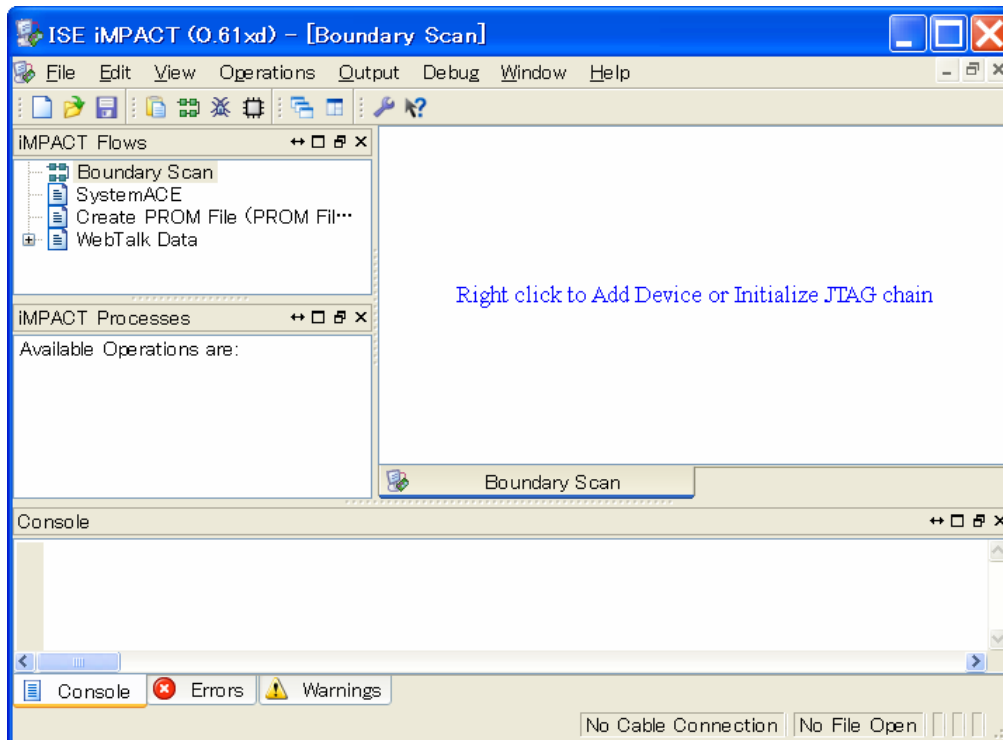 ISE iMPACT (O.61xd) - [Boundary Scan]
File Edit View Operations Output Debug Window Help
iMPACT Flows
Boundary Scan
SystemACE
Create PROM File (PROM Fil…
WebTalk Data
Right click to Add Device or Initialize JTAG chain
iMPACT Processes
Available Operations are:
Boundary Scan
Console
Console Errors Warnings
No Cable Connection No File Open